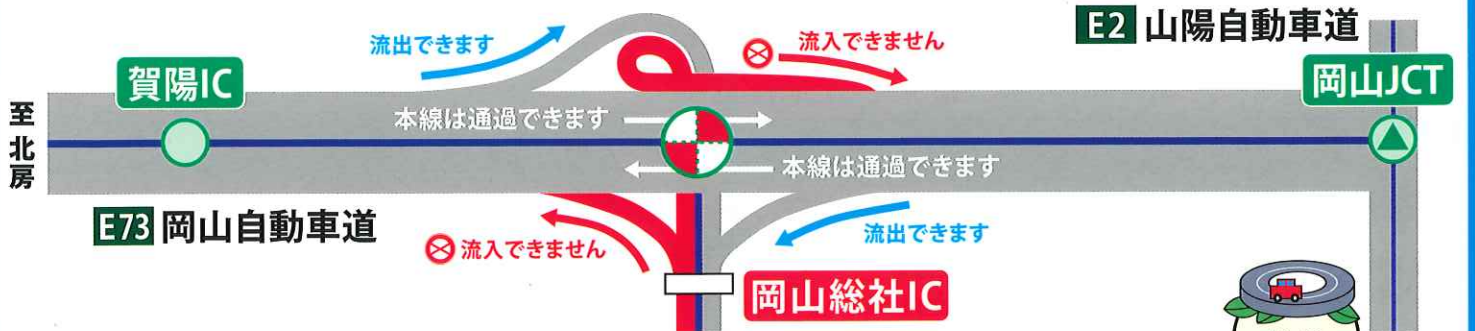 流出できます
流入できません
E2 山陽自動車道
賀陽IC
岡山JCT
至北房
本線は通過できます
本線は通過できます
E73 岡山自動車道
流入できません
流出できます
岡山総社IC